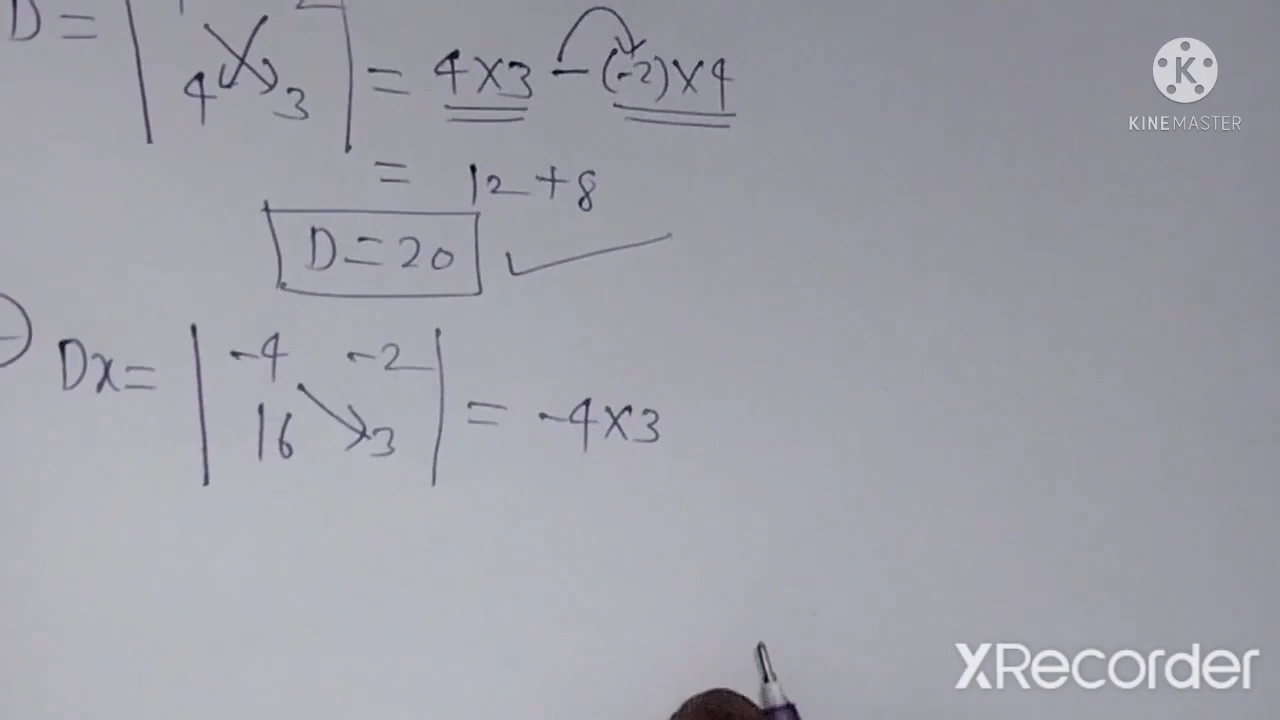 D =
4 3 = 4×3 - (-2)×4
= 12+8
D = 20
Dx = | -4 -2 |
| 16 3 | = -4×3
K
KINEMASTER
XRecorder